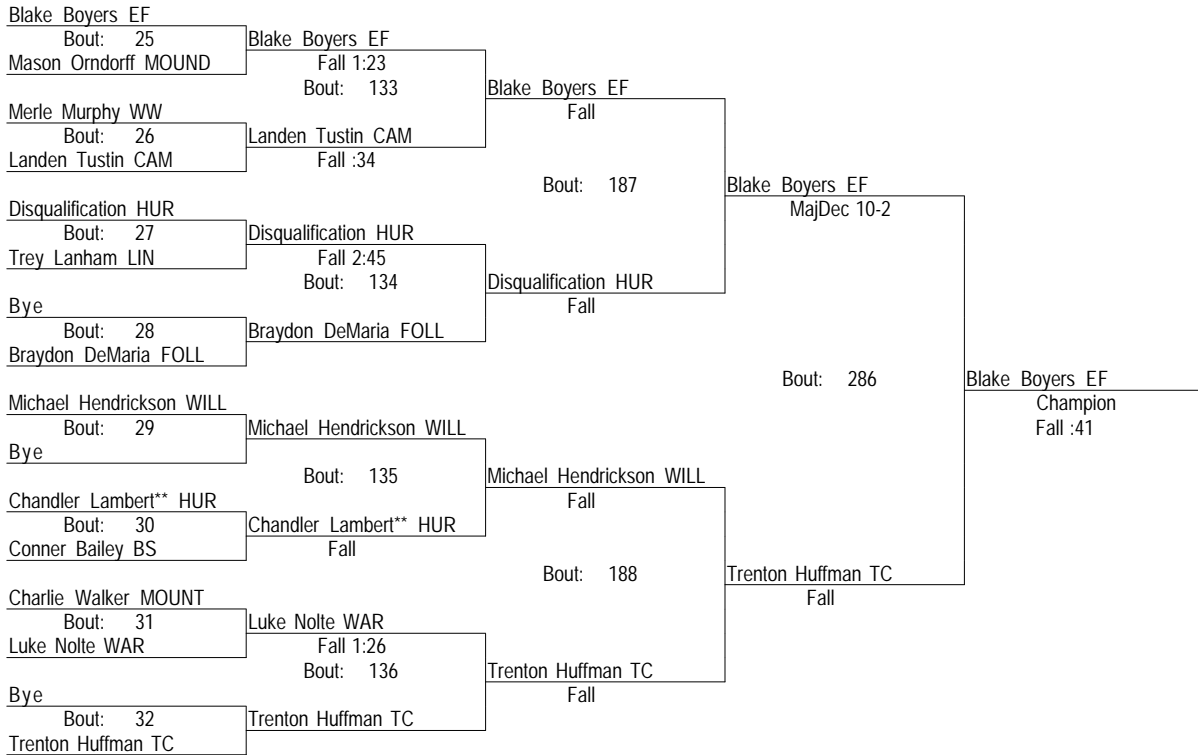 Blake Boyers EF
Bout: 25
Blake Boyers EF
Mason Orndorff MOUND
Fall 1:23
Bout: 133
Blake Boyers EF
Merle Murphy WW
Fall
Bout: 26
Landen Tustin CAM
Landen Tustin CAM
Fall :34
Bout: 187
Blake Boyers EF
Disqualification HUR
MajDec 10-2
Bout: 27
Disqualification HUR
Trey Lanham LIN
Fall 2:45
Bout: 134
Disqualification HUR
Bye
Fall
Bout: 28
Braydon DeMaria FOLL
Braydon DeMaria FOLL
Bout: 286
Blake Boyers EF
Michael Hendrickson WILL
Champion
Bout: 29
Michael Hendrickson WILL
Fall :41
Bye
Bout: 135
Michael Hendrickson WILL
Chandler Lambert** HUR
Fall
Bout: 30
Chandler Lambert** HUR
Conner Bailey BS
Fall
Bout: 188
Trenton Huffman TC
Charlie Walker MOUNT
Fall
Bout: 31
Luke Nolte WAR
Luke Nolte WAR
Fall 1:26
Bout: 136
Trenton Huffman TC
Bye
Fall
Bout: 32
Trenton Huffman TC
Trenton Huffman TC